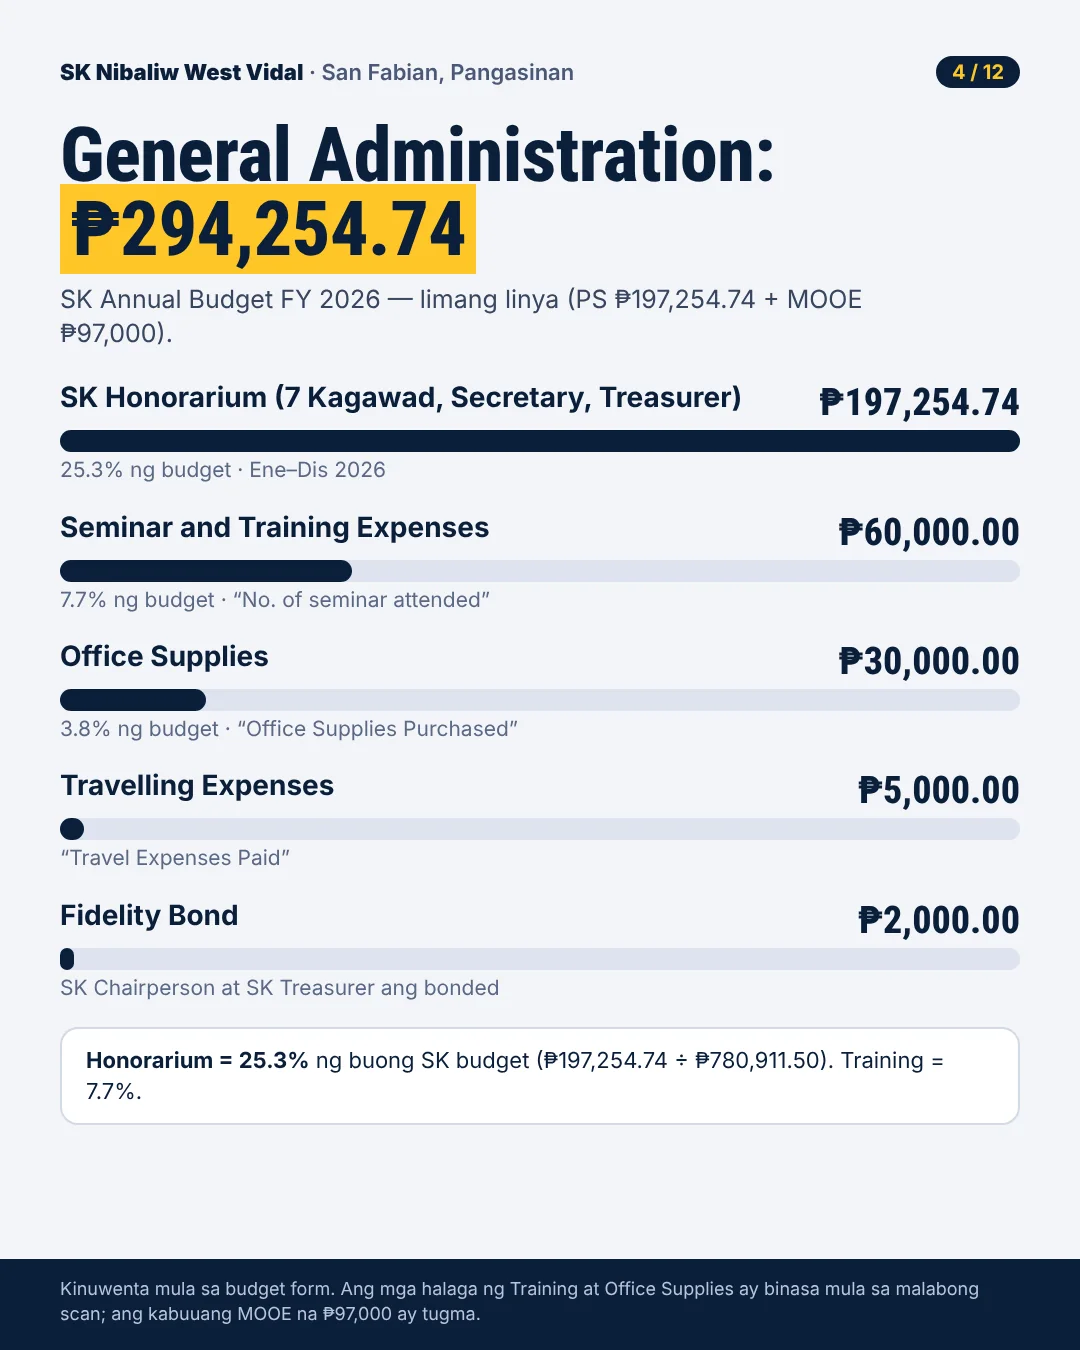 SK Nibaliw West Vidal · San Fabian, Pangasinan
4 / 12
General Administration:
₱294,254.74
SK Annual Budget FY 2026 — limang linya (PS ₱197,254.74 + MOOE
₱97,000).
SK Honorarium (7 Kagawad, Secretary, Treasurer) ₱197,254.74
25.3% ng budget · Ene–Dis 2026
Seminar and Training Expenses ₱60,000.00
7.7% ng budget · “No. of seminar attended”
Office Supplies ₱30,000.00
3.8% ng budget · “Office Supplies Purchased”
Travelling Expenses ₱5,000.00
“Travel Expenses Paid”
Fidelity Bond ₱2,000.00
SK Chairperson at SK Treasurer ang bonded
Honorarium = 25.3% ng buong SK budget (₱197,254.74 ÷ ₱780,911.50). Training =
7.7%.
Kinuwenta mula sa budget form. Ang mga halaga ng Training at Office Supplies ay binasa mula sa malabong
scan; ang kabuuang MOOE na ₱97,000 ay tugma.